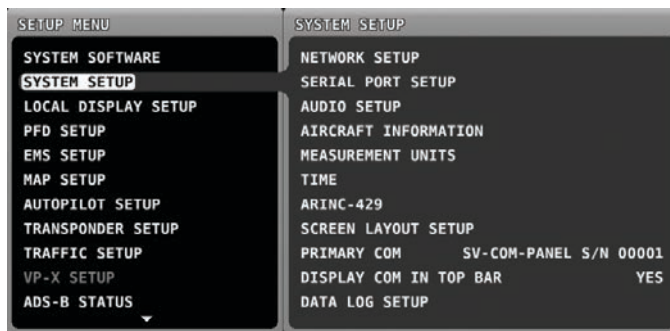 SETUP MENU
SYSTEM SOFTWARE
SYSTEM SETUP
LOCAL DISPLAY SETUP
PFD SETUP
EMS SETUP
MAP SETUP
AUTOPILOT SETUP
TRANSPONDER SETUP
TRAFFIC SETUP
VP-X SETUP
ADS-B STATUS
SYSTEM SETUP
NETWORK SETUP
SERIAL PORT SETUP
AUDIO SETUP
AIRCRAFT INFORMATION
MEASUREMENT UNITS
TIME
ARINC-429
SCREEN LAYOUT SETUP
PRIMARY COM SV-COM-PANEL S/N 00001
DISPLAY COM IN TOP BAR YES
DATA LOG SETUP